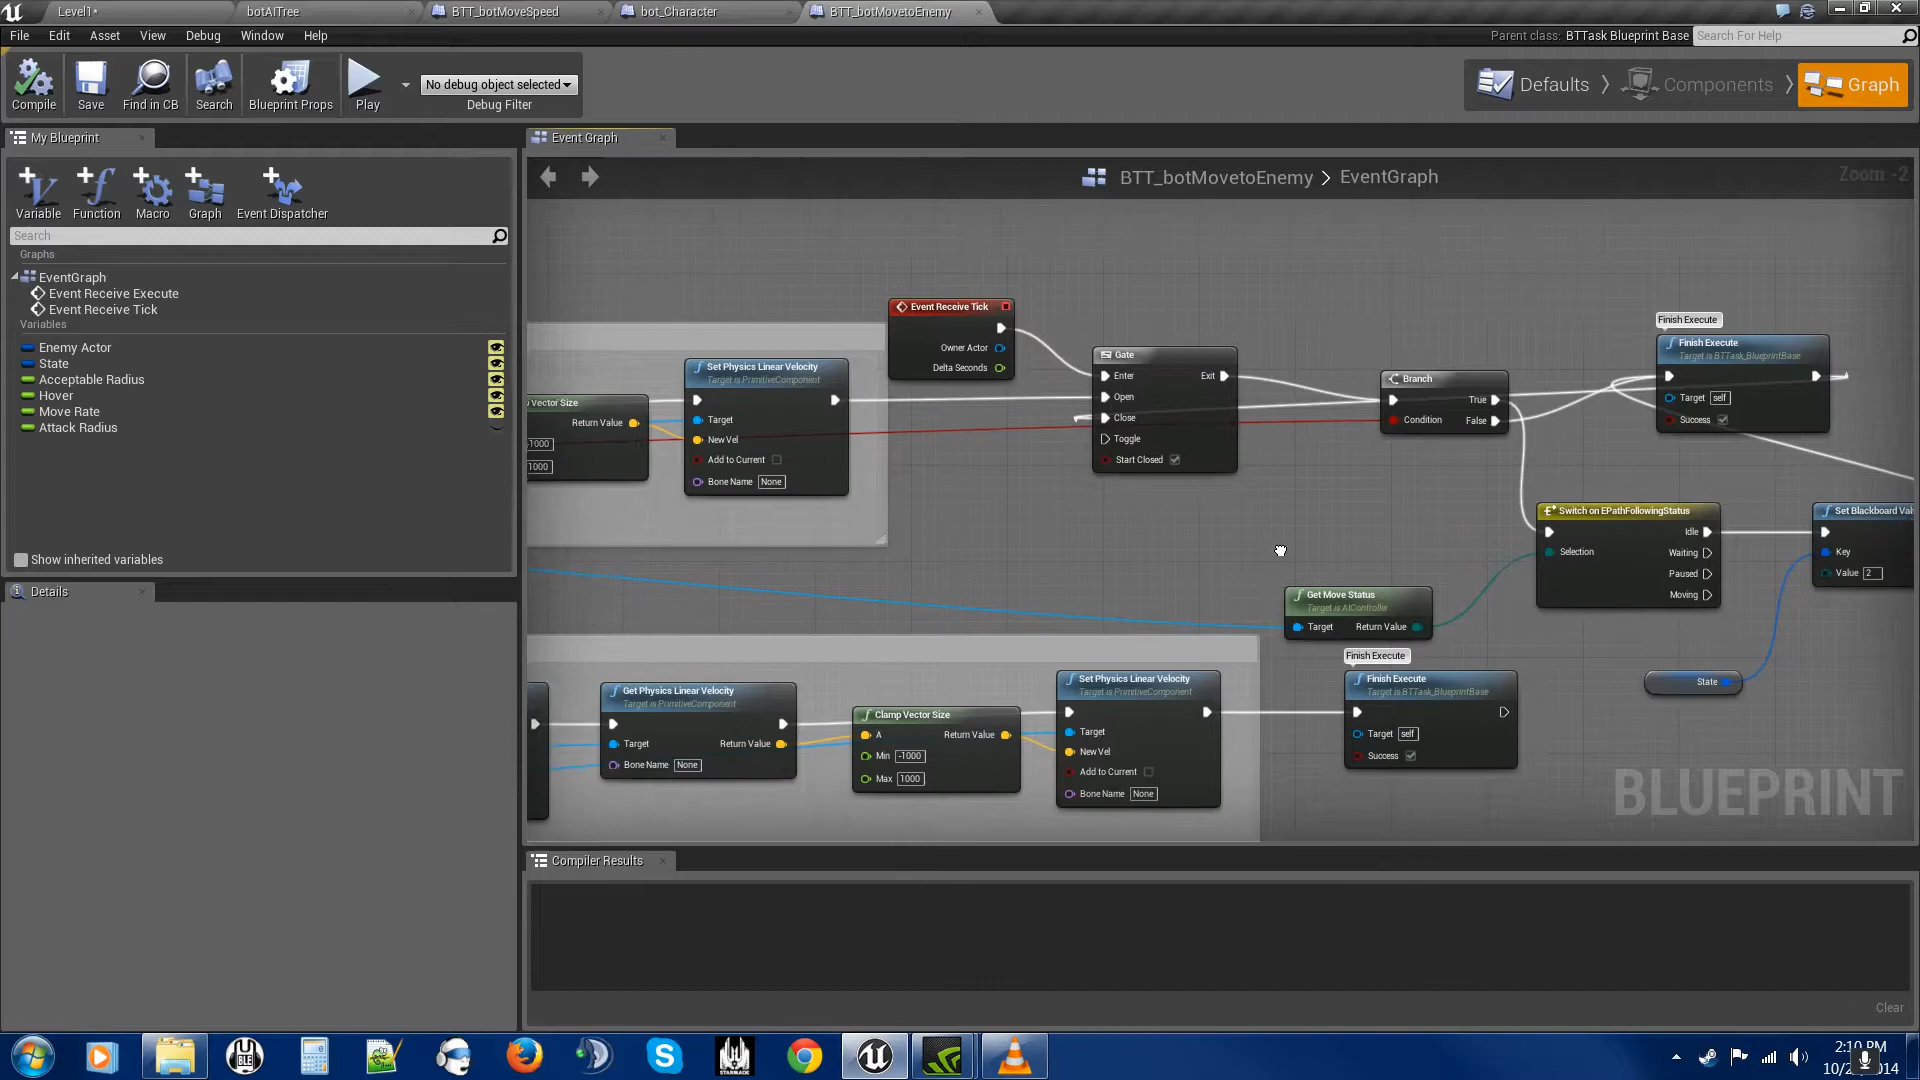 Level1*
botAITree
BTT_botMoveSpeed
bot_Character
BTT_botMovetoEnemy
File Edit Asset View Debug Window Help
Parent class: BTTask Blueprint Base
Search For Help
Compile
Save
Find in CB
Search
Blueprint Props
Play
No debug object selected
Debug Filter
Defaults
Components
Graph
My Blueprint
Variable
Function
Macro
Graph
Event Dispatcher
Search
Graphs
EventGraph
Event Receive Execute
Event Receive Tick
Variables
Enemy Actor
State
Acceptable Radius
Hover
Move Rate
Attack Radius
Show inherited variables
Details
Event Graph
BTT_botMovetoEnemy > EventGraph
Zoom -2
Vector Size
Return Value
-1000
1000
Set Physics Linear Velocity
Target is PrimitiveComponent
Target
New Vel
Add to Current
Bone Name None
Event Receive Tick
Owner Actor
Delta Seconds
Gate
Enter Exit
Open
Close
Toggle
Start Closed
Branch
True
Condition False
Finish Execute
Finish Execute
Target is BTTask_BlueprintBase
Target self
Success
Switch on EPathFollowingStatus
Idle
Selection Waiting
Paused
Moving
Set Blackboard Val
Key
Value 2
Get Move Status
Target is AIController
Target Return Value
State
Get Physics Linear Velocity
Target is PrimitiveComponent
Target Return Value
Bone Name None
Clamp Vector Size
A Return Value
Min -1000
Max 1000
Set Physics Linear Velocity
Target is PrimitiveComponent
Target
New Vel
Add to Current
Bone Name None
Finish Execute
Finish Execute
Target is BTTask_BlueprintBase
Target self
Success
BLUEPRINT
Compiler Results
Clear
BLE
STARMADE
2:10 PM